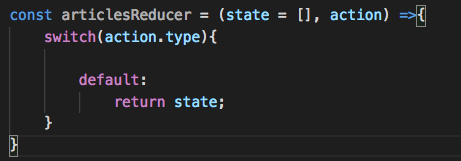 const articlesReducer = (state = [], action) =>{
switch(action.type){
default:
return state;
}
}